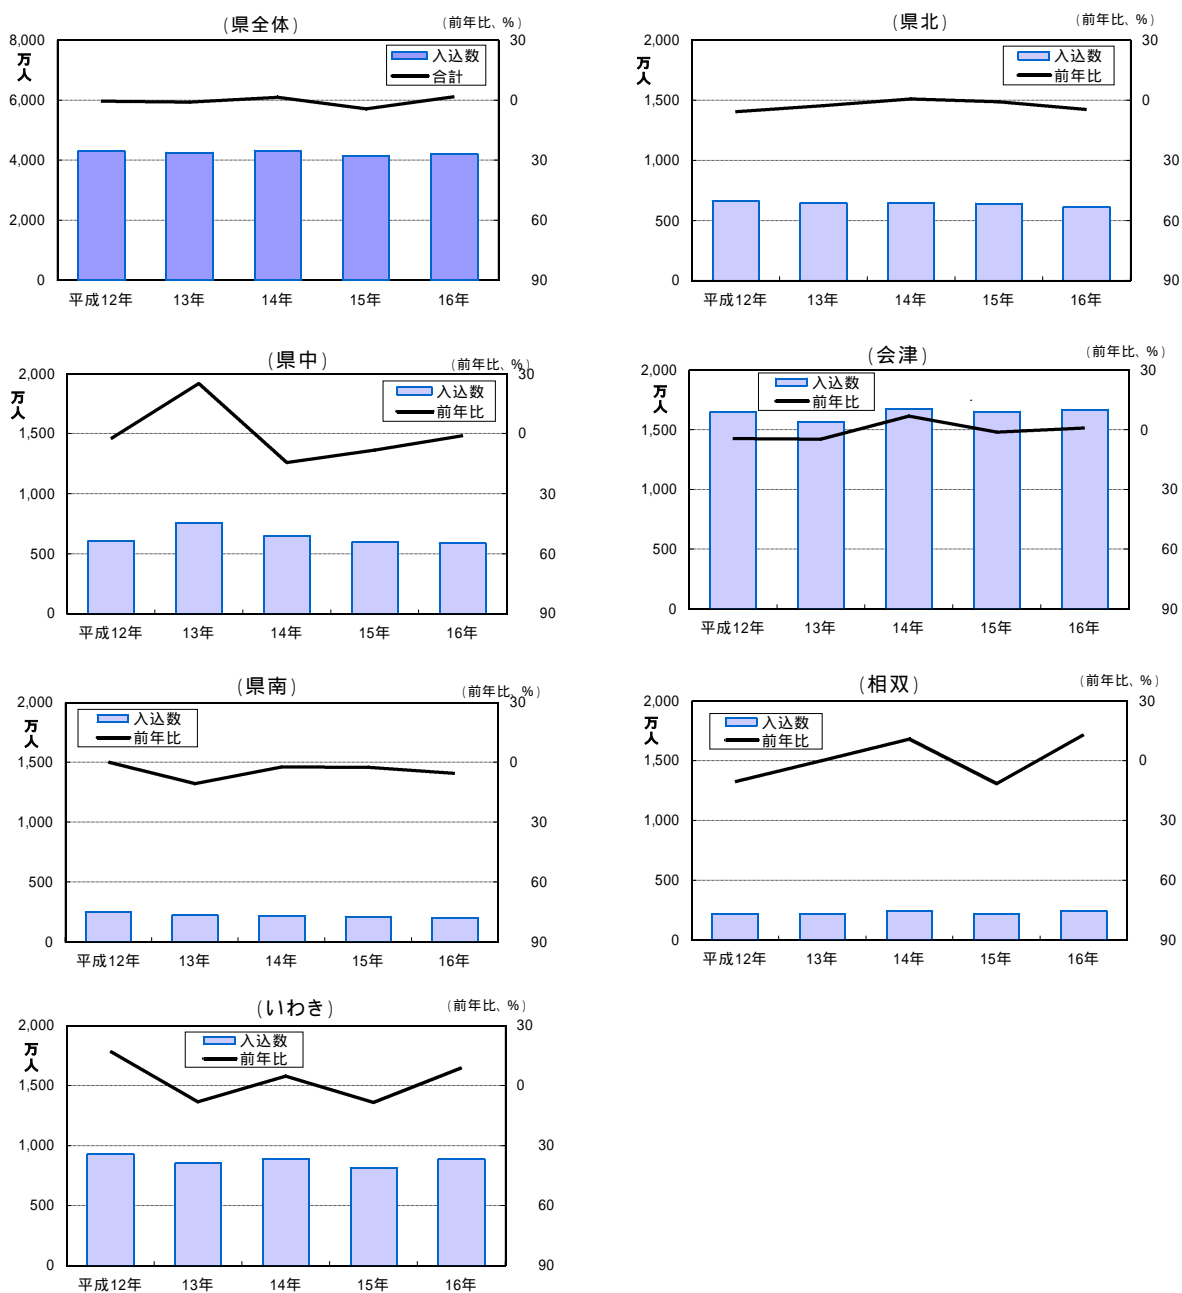 (県全体)
(前年比、%)
8,000
6,000
4,000
2,000
0
万人
入込数
合計
30
0
30
60
90
平成12年 13年 14年 15年 16年
(県北)
(前年比、%)
2,000
1,500
1,000
500
0
万人
入込数
前年比
30
0
30
60
90
平成12年 13年 14年 15年 16年
(県中)
(前年比、%)
2,000
1,500
1,000
500
0
万人
入込数
前年比
30
0
30
60
90
平成12年 13年 14年 15年 16年
(会津)
(前年比、%)
2,000
1,500
1,000
500
0
万人
入込数
前年比
30
0
30
60
90
平成12年 13年 14年 15年 16年
(県南)
(前年比、%)
2,000
1,500
1,000
500
0
万人
入込数
前年比
30
0
30
60
90
平成12年 13年 14年 15年 16年
(相双)
(前年比、%)
2,000
1,500
1,000
500
0
万人
入込数
前年比
30
0
30
60
90
平成12年 13年 14年 15年 16年
(いわき)
(前年比、%)
2,000
1,500
1,000
500
0
万人
入込数
前年比
30
0
30
60
90
平成12年 13年 14年 15年 16年